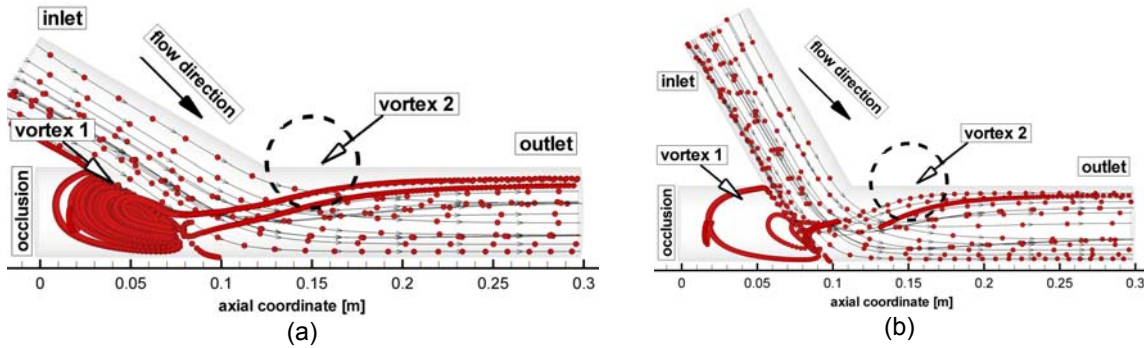 inlet
flow direction
vortex 1
vortex 2
outlet
occlusion
0 0.05 0.1 0.15 0.2 0.25 0.3
axial coordinate [m]
(a)
inlet
flow direction
vortex 1
vortex 2
outlet
occlusion
0 0.05 0.1 0.15 0.2 0.25 0.3
axial coordinate [m]
(b)